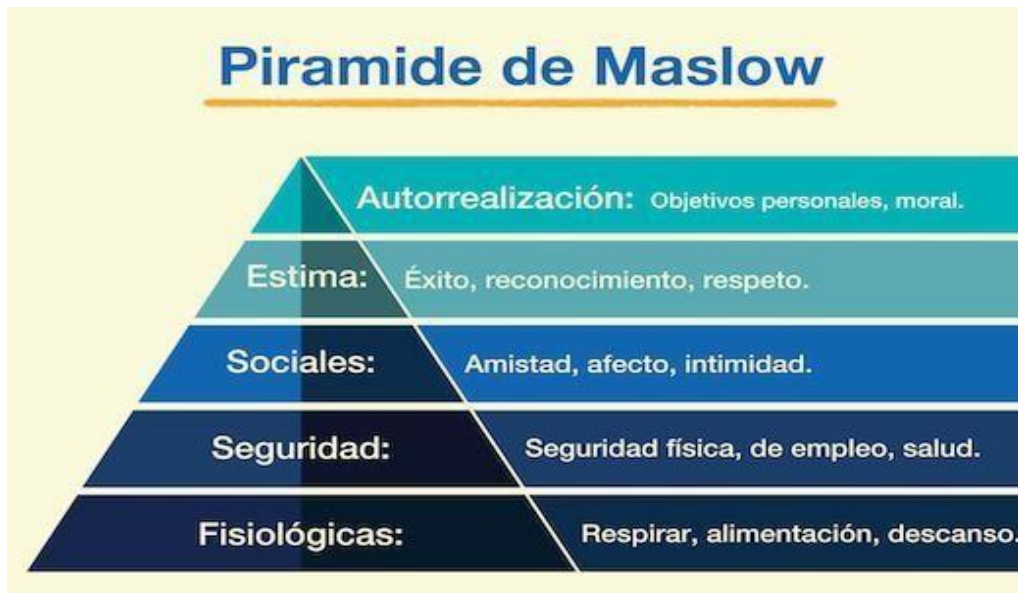 Piramide de Maslow
Autorrealización: Objetivos personales, moral.
Estima: Éxito, reconocimiento, respeto.
Sociales: Amistad, afecto, intimidad.
Seguridad: Seguridad física, de empleo, salud.
Fisiológicas: Respirar, alimentación, descanso.